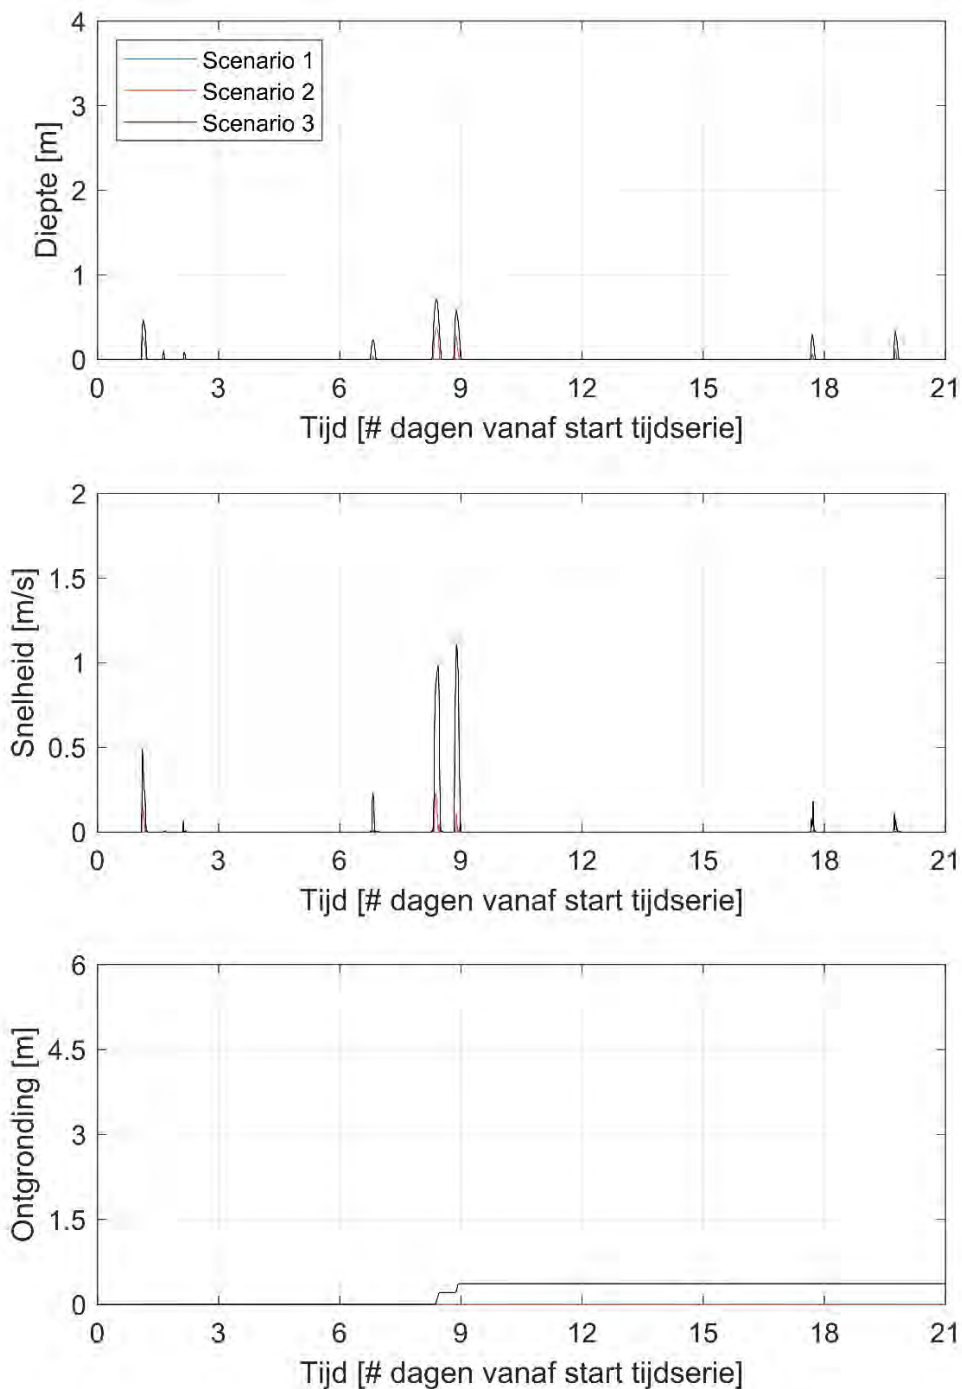 4
3
2
1
0
Diepte [m]
Scenario 1
Scenario 2
Scenario 3
0 3 6 9 12 15 18 21
Tijd [# dagen vanaf start tijdserie]
2
1.5
1
0.5
0
Snelheid [m/s]
0 3 6 9 12 15 18 21
Tijd [# dagen vanaf start tijdserie]
6
4.5
3
1.5
0
Ontgronding [m]
0 3 6 9 12 15 18 21
Tijd [# dagen vanaf start tijdserie]